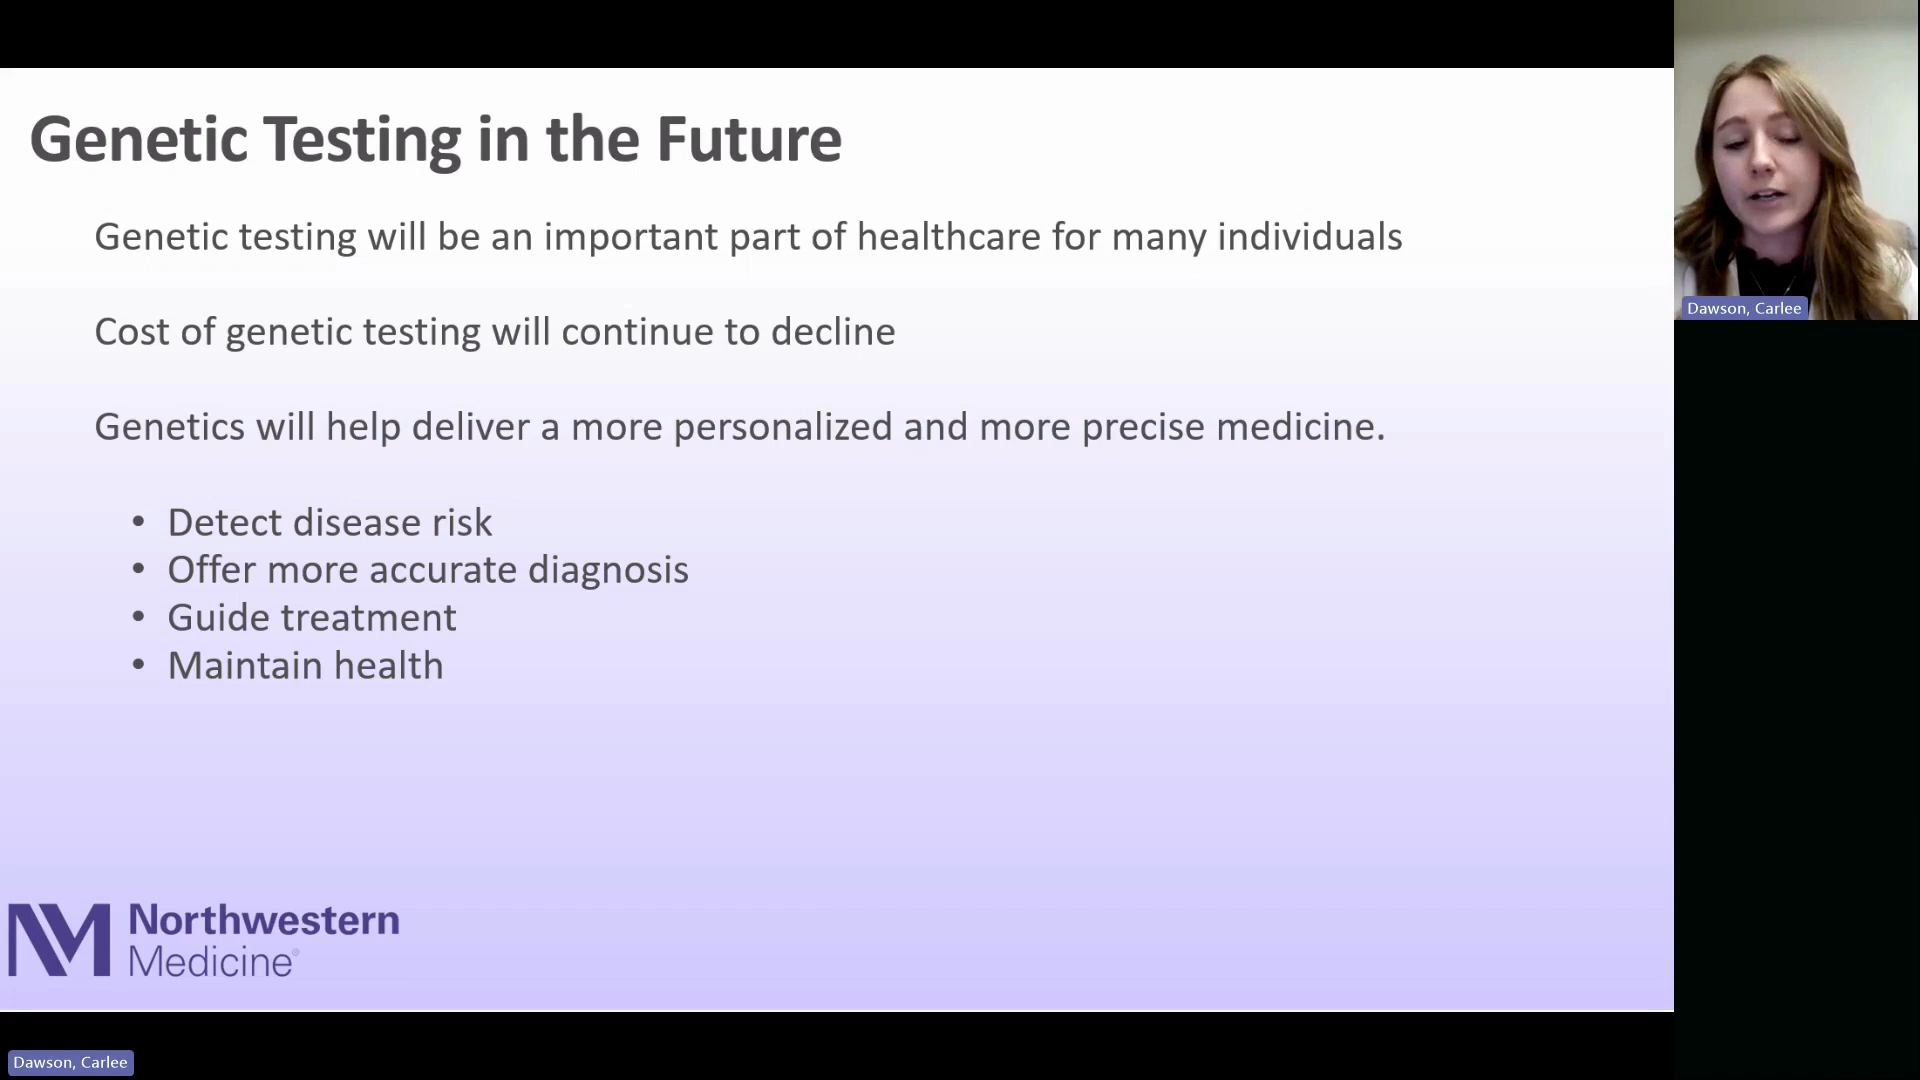 Genetic Testing in the Future
Genetic testing will be an important part of healthcare for many individuals
Cost of genetic testing will continue to decline
Genetics will help deliver a more personalized and more precise medicine.
• Detect disease risk
• Offer more accurate diagnosis
• Guide treatment
• Maintain health
NM Northwestern
Medicine®
Dawson, Carlee
Dawson, Carlee